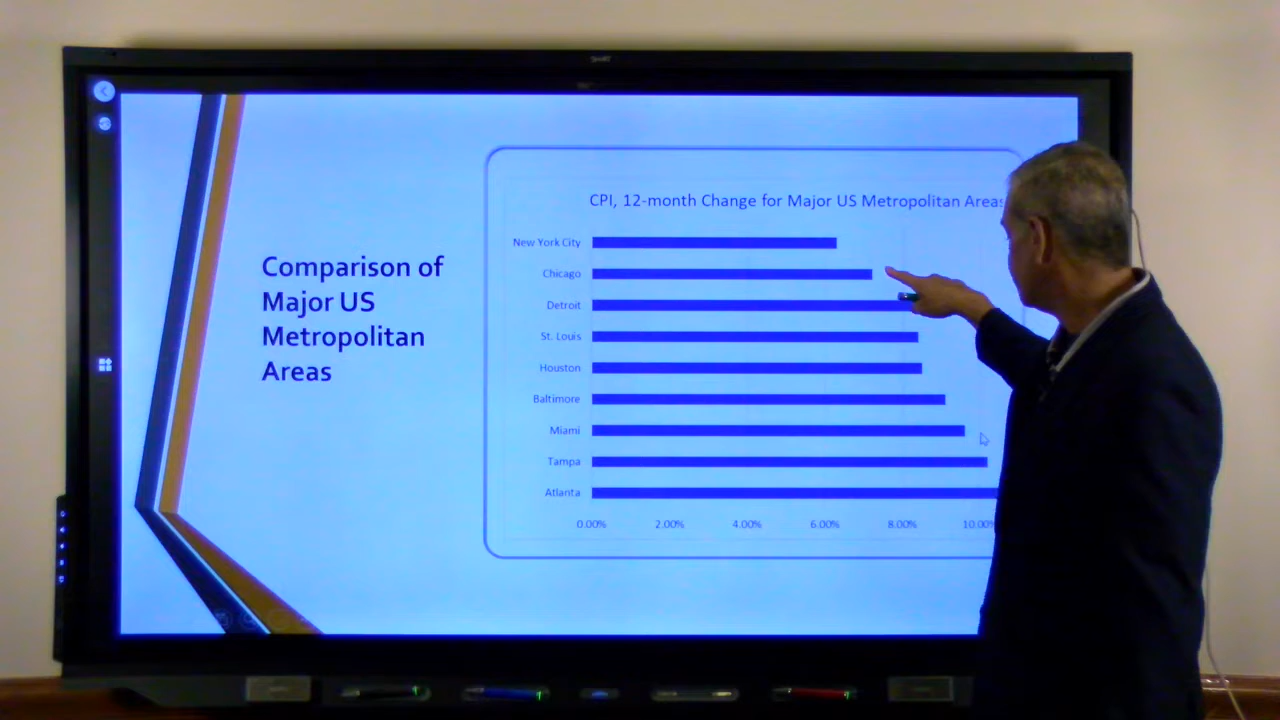 Comparison of
Major US
Metropolitan
Areas
CPI, 12-month Change for Major US Metropolitan Areas
New York City
Chicago
Detroit
St. Louis
Houston
Baltimore
Miami
Tampa
Atlanta
0.00% 2.00% 4.00% 6.00% 8.00% 10.00%